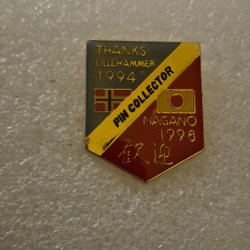 THANKS
LILLEHAMMER
1994
PIN COLLECTOR
NAGANO
1998
歓迎